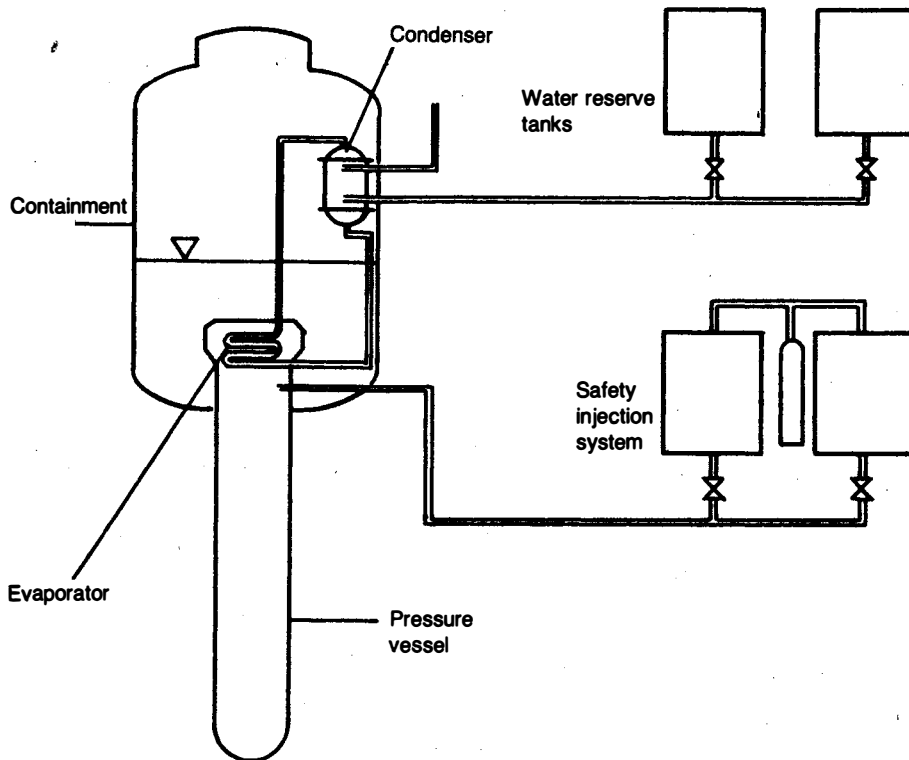 Condenser
Water reserve
tanks
Containment
Safety
injection
system
Evaporator
Pressure
vessel